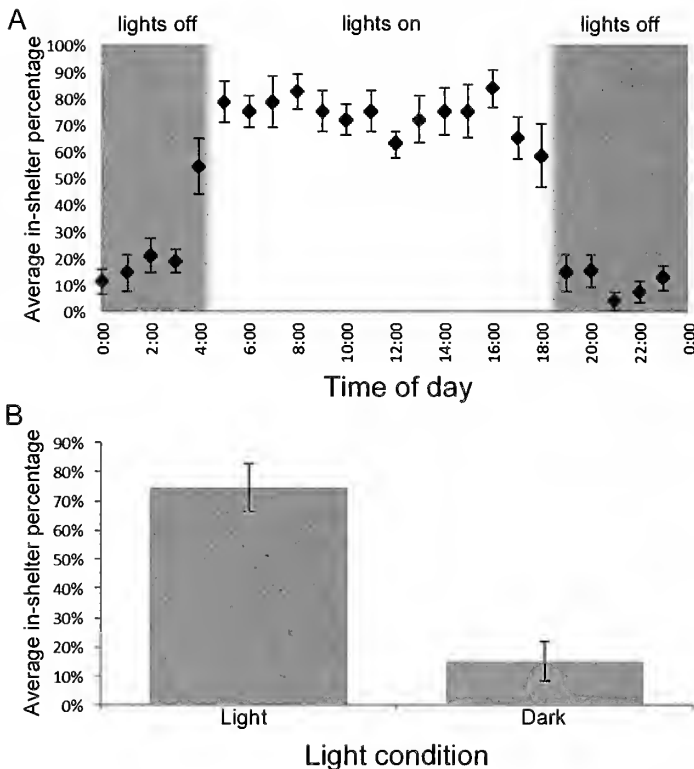 A
lights off lights on lights off
100%
90%
80%
70%
60%
50%
40%
30%
20%
10%
0%
Average in-shelter percentage
0:00 2:00 4:00 6:00 8:00 10:00 12:00 14:00 16:00 18:00 20:00 22:00 0:00
Time of day
B
90%
80%
70%
60%
50%
40%
30%
20%
10%
0%
Average in-shelter percentage
Light Dark
Light condition